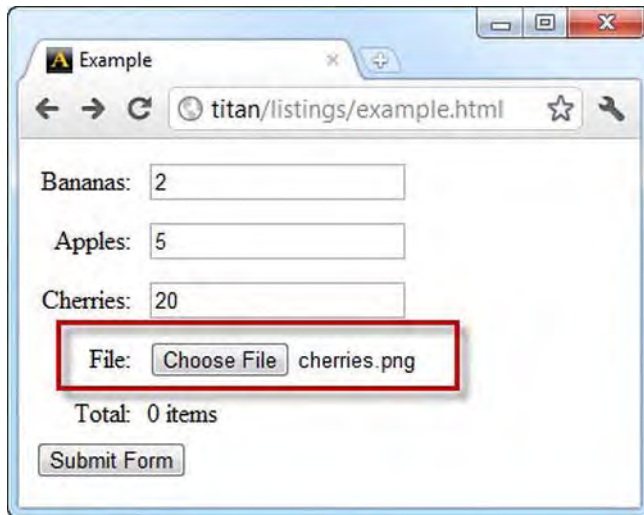 Example
titan/listings/example.html
Bananas: 2
Apples: 5
Cherries: 20
File: Choose File cherries.png
Total: 0 items
Submit Form